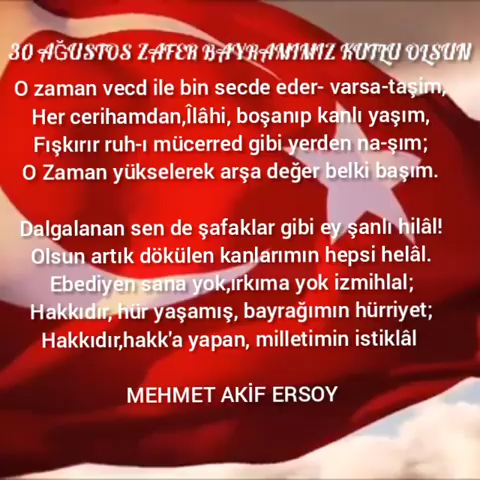 30 AĞUSTOS ZAFER BAYRAMIMIZ KUTLU OLSUN
O zaman vecd ile bin secde eder- varsa-taşim,
Her cerihamdan,Îlâhi, boşanıp kanlı yaşım,
Fışkırır ruh-ı mücerred gibi yerden na-şım;
O Zaman yükselerek arşa değer belki başım.
Dalgalanan sen de şafaklar gibi ey şanlı hilâl!
Olsun artık dökülen kanlarımın hepsi helâl.
Ebediyen sana yok,ırkıma yok izmihlal;
Hakkıdır, hür yaşamış, bayrağımın hürriyet;
Hakkıdır,hakk'a yapan, milletimin istiklâl
MEHMET AKİF ERSOY